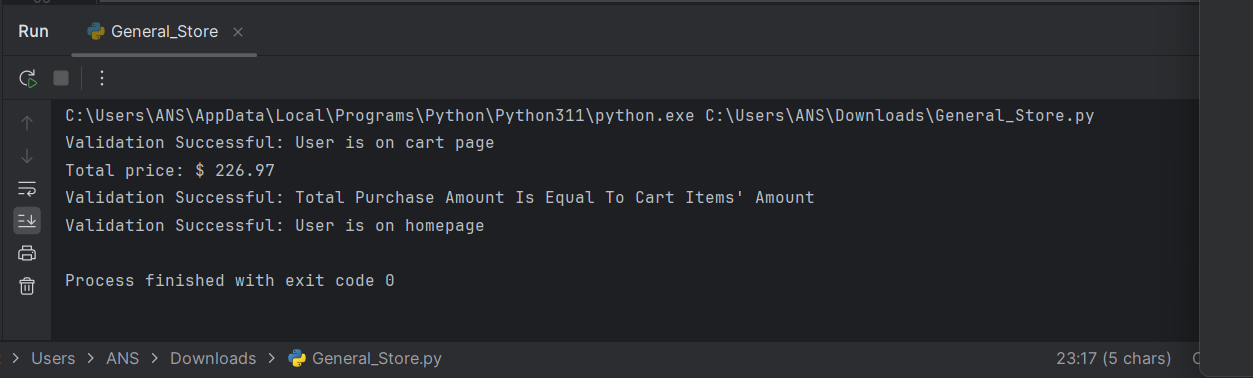 Run General_Store
C:\Users\ANS\AppData\Local\Programs\Python\Python311\python.exe C:\Users\ANS\Downloads\General_Store.py
Validation Successful: User is on cart page
Total price: $ 226.97
Validation Successful: Total Purchase Amount Is Equal To Cart Items' Amount
Validation Successful: User is on homepage
Process finished with exit code 0
> Users > ANS > Downloads > General_Store.py 23:17 (5 chars)